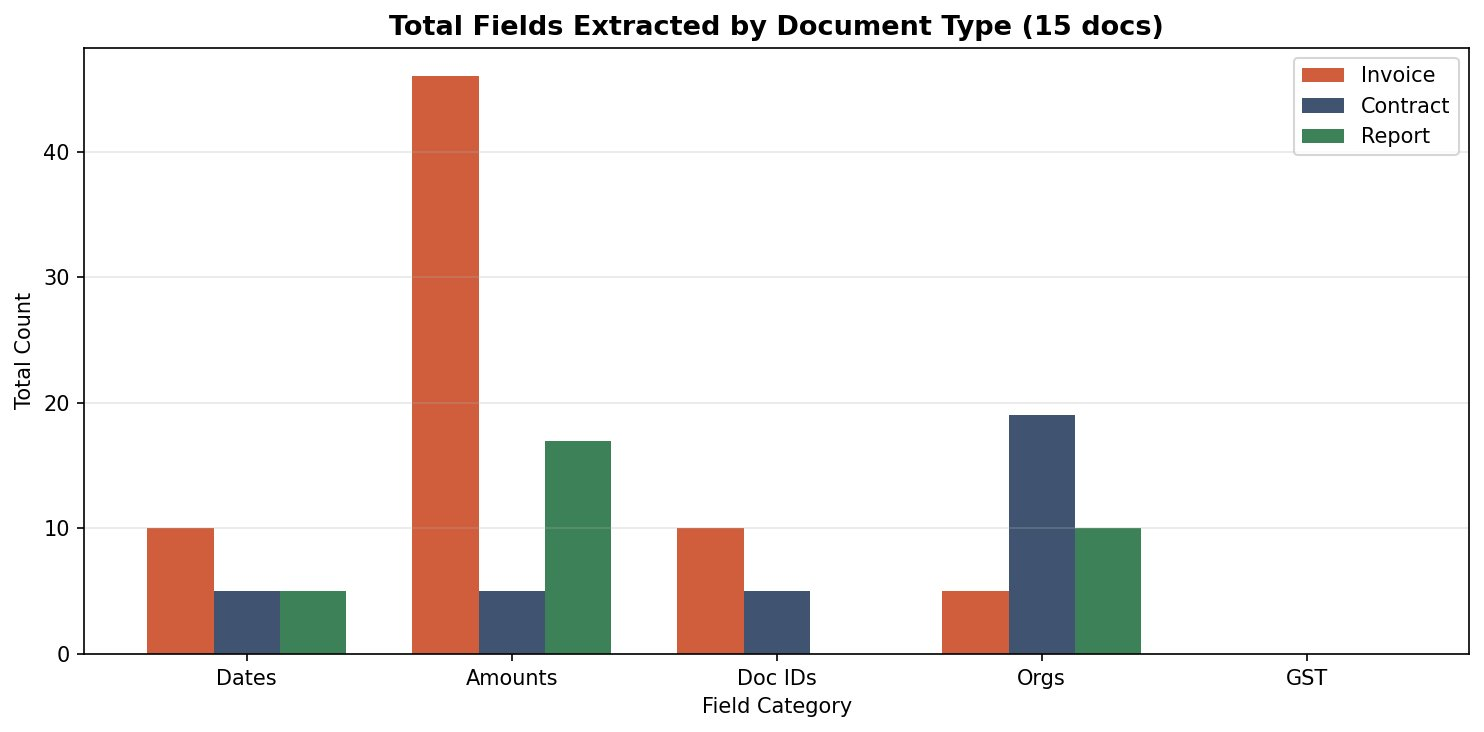 Total Fields Extracted by Document Type (15 docs)
Invoice
Contract
Report
Total Count
40
30
20
10
0
Dates
Amounts
Doc IDs
Orgs
GST
Field Category